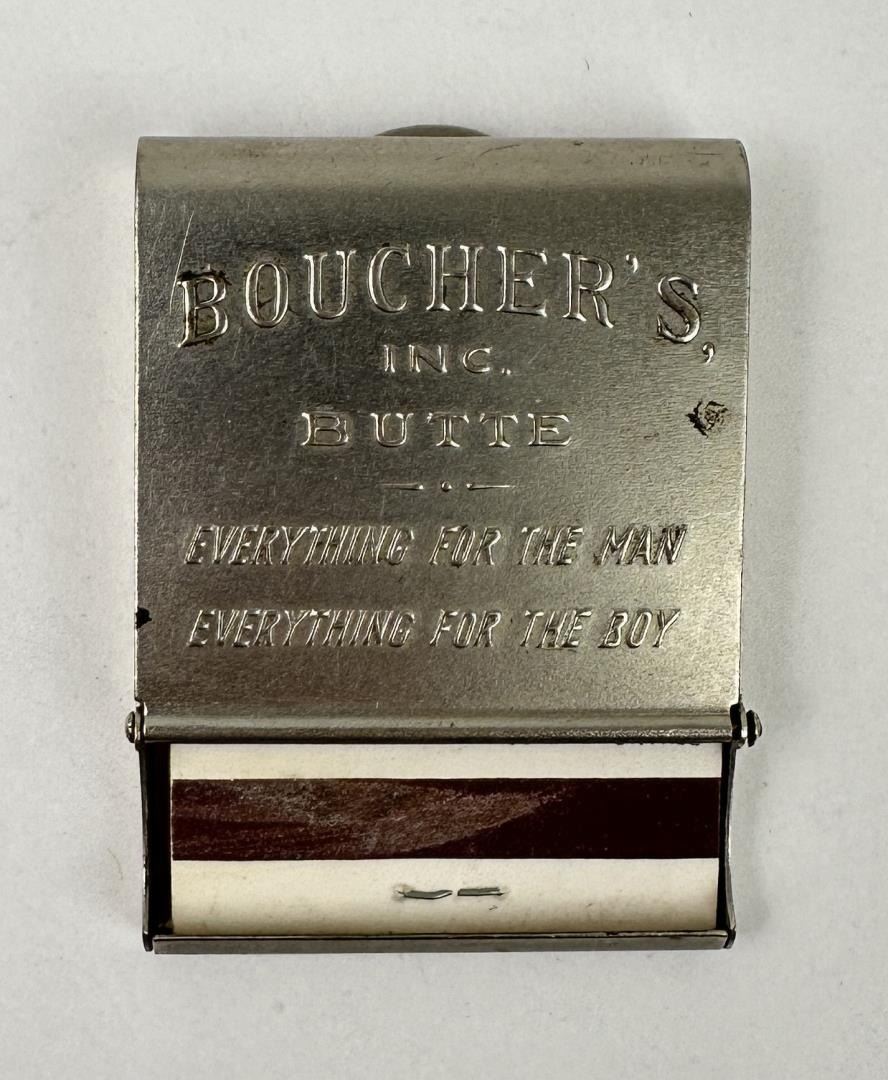 BOUCHER'S,
INC.
BUTTE
EVERYTHING FOR THE MAN
EVERYTHING FOR THE BOY